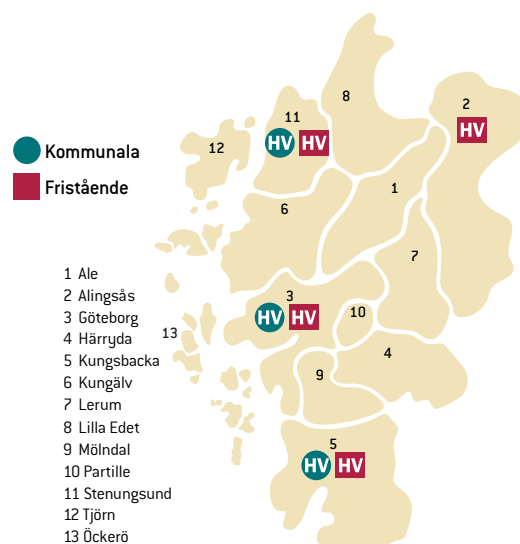 8
2
HV
11
HV HV
12
Kommunala
Fristående
1
6
7
1 Ale
2 Alingsås
3 Göteborg
4 Härryda
5 Kungsbacka
6 Kungälv
7 Lerum
8 Lilla Edet
9 Mölndal
10 Partille
11 Stenungsund
12 Tjörn
13 Öckerö
3
HV HV
10
13
4
9
5
HV HV